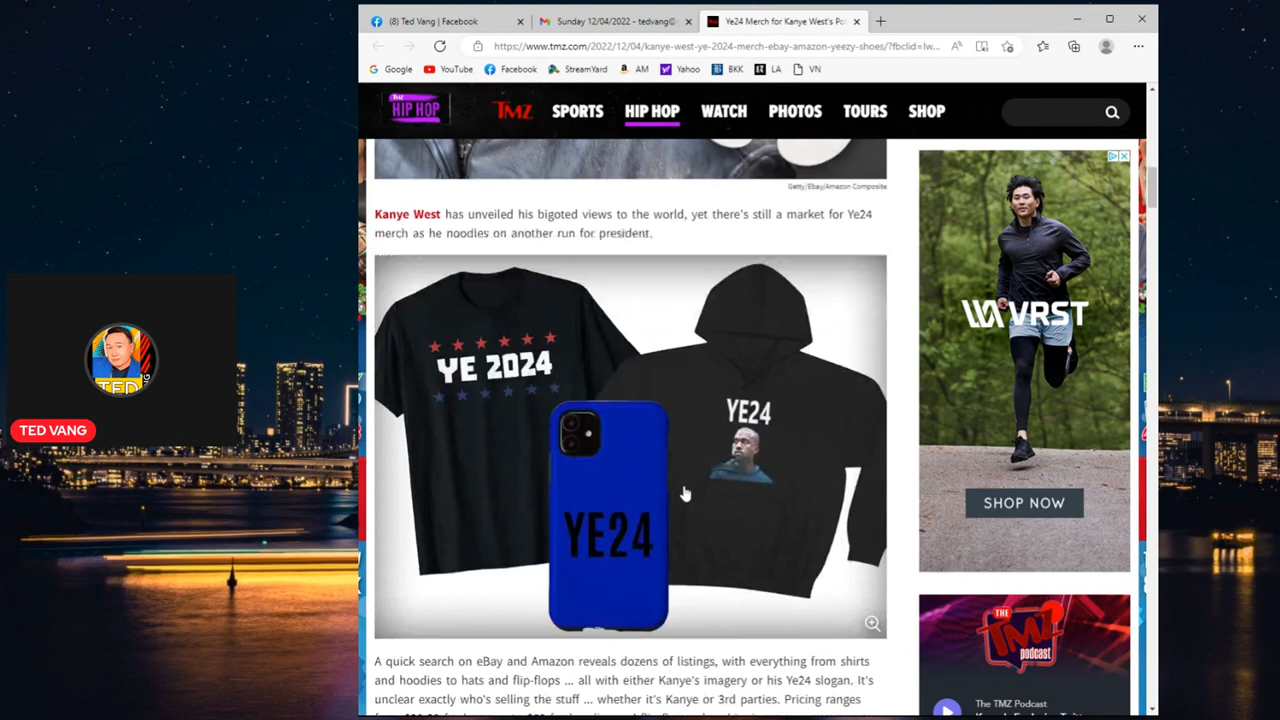 (8) Ted Vang | Facebook
Sunday 12/04/2022 - tedvang@
Ye24 Merch for Kanye West's Po
https://www.tmz.com/2022/12/04/kanye-west-ye-2024-merch-ebay-amazon-yeezy-shoes/?fbclid=Iw...
Google YouTube Facebook StreamYard AM Yahoo BKK LA VN
TMZ HIP HOP
TMZ SPORTS HIP HOP WATCH PHOTOS TOURS SHOP
Getty/Ebay/Amazon Composite
Kanye West has unveiled his bigoted views to the world, yet there's still a market for Ye24
merch as he noodles on another run for president.
YE 2024
YE24
YE24
VRST
SHOP NOW
TED
TED VANG
THE
TMZ
podcast
A quick search on eBay and Amazon reveals dozens of listings, with everything from shirts
and hoodies to hats and flip-flops ... all with either Kanye's imagery or his Ye24 slogan. It's
unclear exactly who's selling the stuff ... whether it's Kanye or 3rd parties. Pricing ranges
The TMZ Podcast